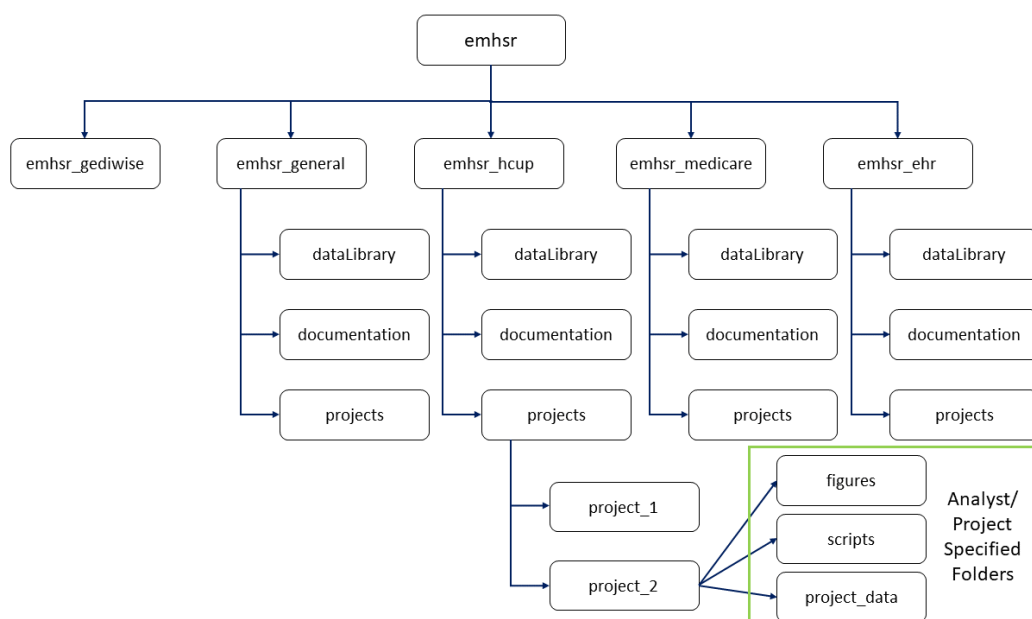 emhsr
emhsr_gediwise
emhsr_general
emhsr_hcup
emhsr_medicare
emhsr_ehr
dataLibrary
dataLibrary
dataLibrary
dataLibrary
documentation
documentation
documentation
documentation
projects
projects
projects
projects
project_1
project_2
figures
scripts
project_data
Analyst/
Project
Specified
Folders